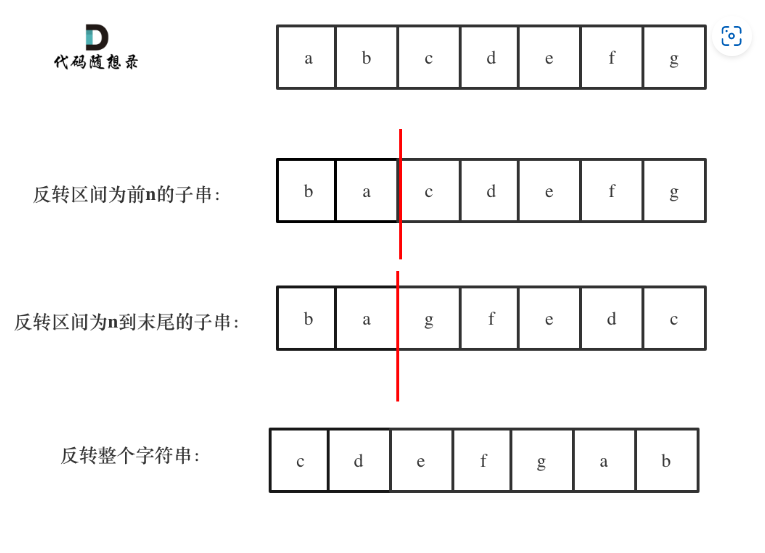 代码随想录
a b c d e f g
反转区间为前n的子串：
b a c d e f g
反转区间为n到末尾的子串：
b a g f e d c
反转整个字符串：
c d e f g a b